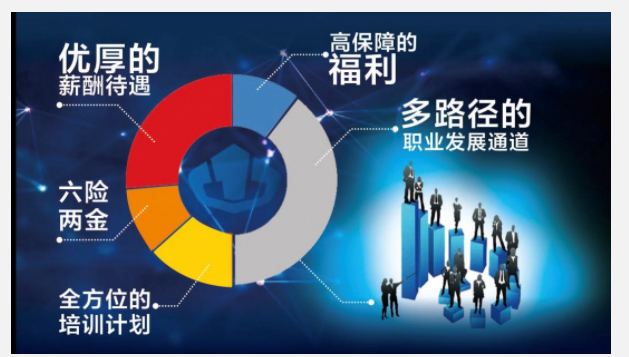 优厚的
薪酬待遇
高保障的
福利
多路径的
职业发展通道
六险
两金
全方位的
培训计划